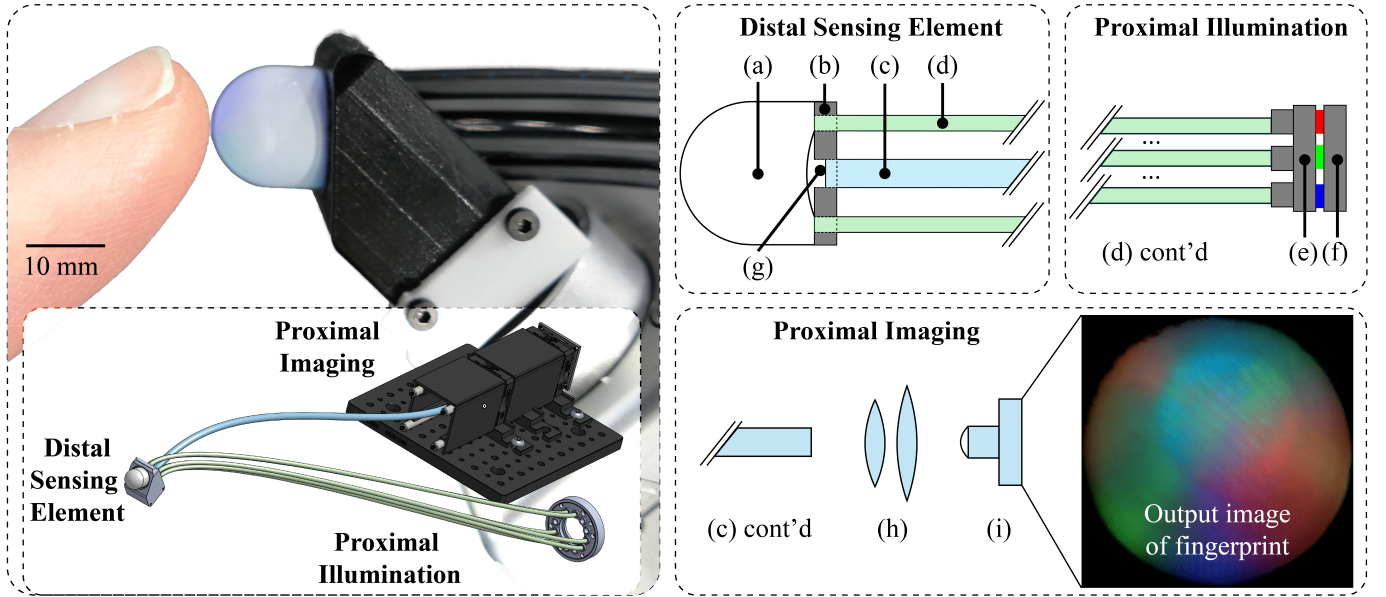 10 mm
Proximal
Imaging
Distal
Sensing
Element
Proximal
Illumination
Distal Sensing Element
(a)
(b)
(c)
(d)
(g)
Proximal Illumination
...
...
(d) cont’d
(e)
(f)
Proximal Imaging
(c) cont’d
(h)
(i)
Output image
of fingerprint